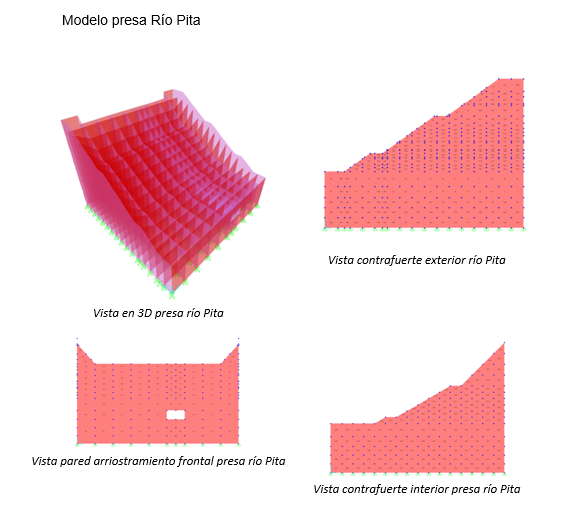 Modelo presa Río Pita
Vista contrafuerte exterior río Pita
Vista en 3D presa río Pita
Vista pared arriostramiento frontal presa río Pita
Vista contrafuerte interior presa río Pita